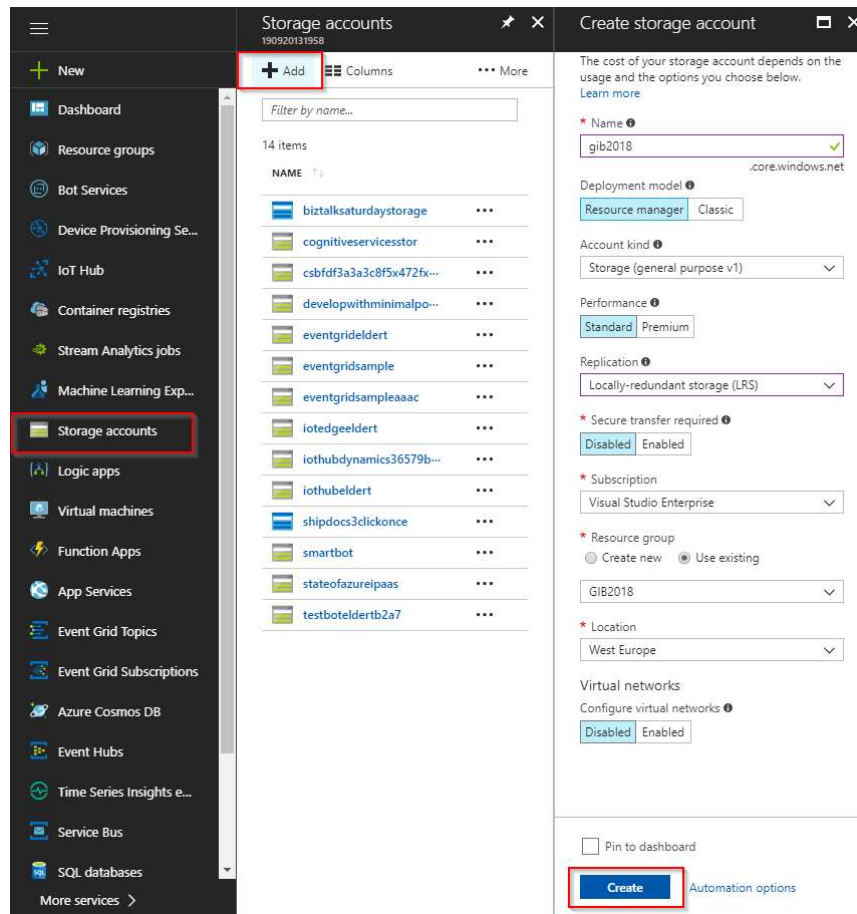 New
Dashboard
Resource groups
Bot Services
Device Provisioning Se...
IoT Hub
Container registries
Stream Analytics jobs
Machine Learning Exp...
Storage accounts
Logic apps
Virtual machines
Function Apps
App Services
Event Grid Topics
Event Grid Subscriptions
Azure Cosmos DB
Event Hubs
Time Series Insights e...
Service Bus
SQL databases
More services >
Storage accounts
190920131958
Add
Columns
••• More
Filter by name...
14 items
NAME
biztalksaturdaystorage
cognitiveservicesstor
csbfdf3a3a3c8f5x472fx...
developwithminimalpo...
eventgrideldert
eventgridsample
eventgridsampleaaac
iotedgeeldert
iothubdynamics36579b...
iothubeldert
shipdocs3clickonce
smartbot
stateofazureipaas
testboteldertb2a7
Create storage account
The cost of your storage account depends on the
usage and the options you choose below.
Learn more
* Name
gib2018
.core.windows.net
Deployment model
Resource manager Classic
Account kind
Storage (general purpose v1)
Performance
Standard Premium
Replication
Locally-redundant storage (LRS)
* Secure transfer required
Disabled Enabled
* Subscription
Visual Studio Enterprise
* Resource group
Create new Use existing
GIB2018
* Location
West Europe
Virtual networks
Configure virtual networks
Disabled Enabled
Pin to dashboard
Create Automation options